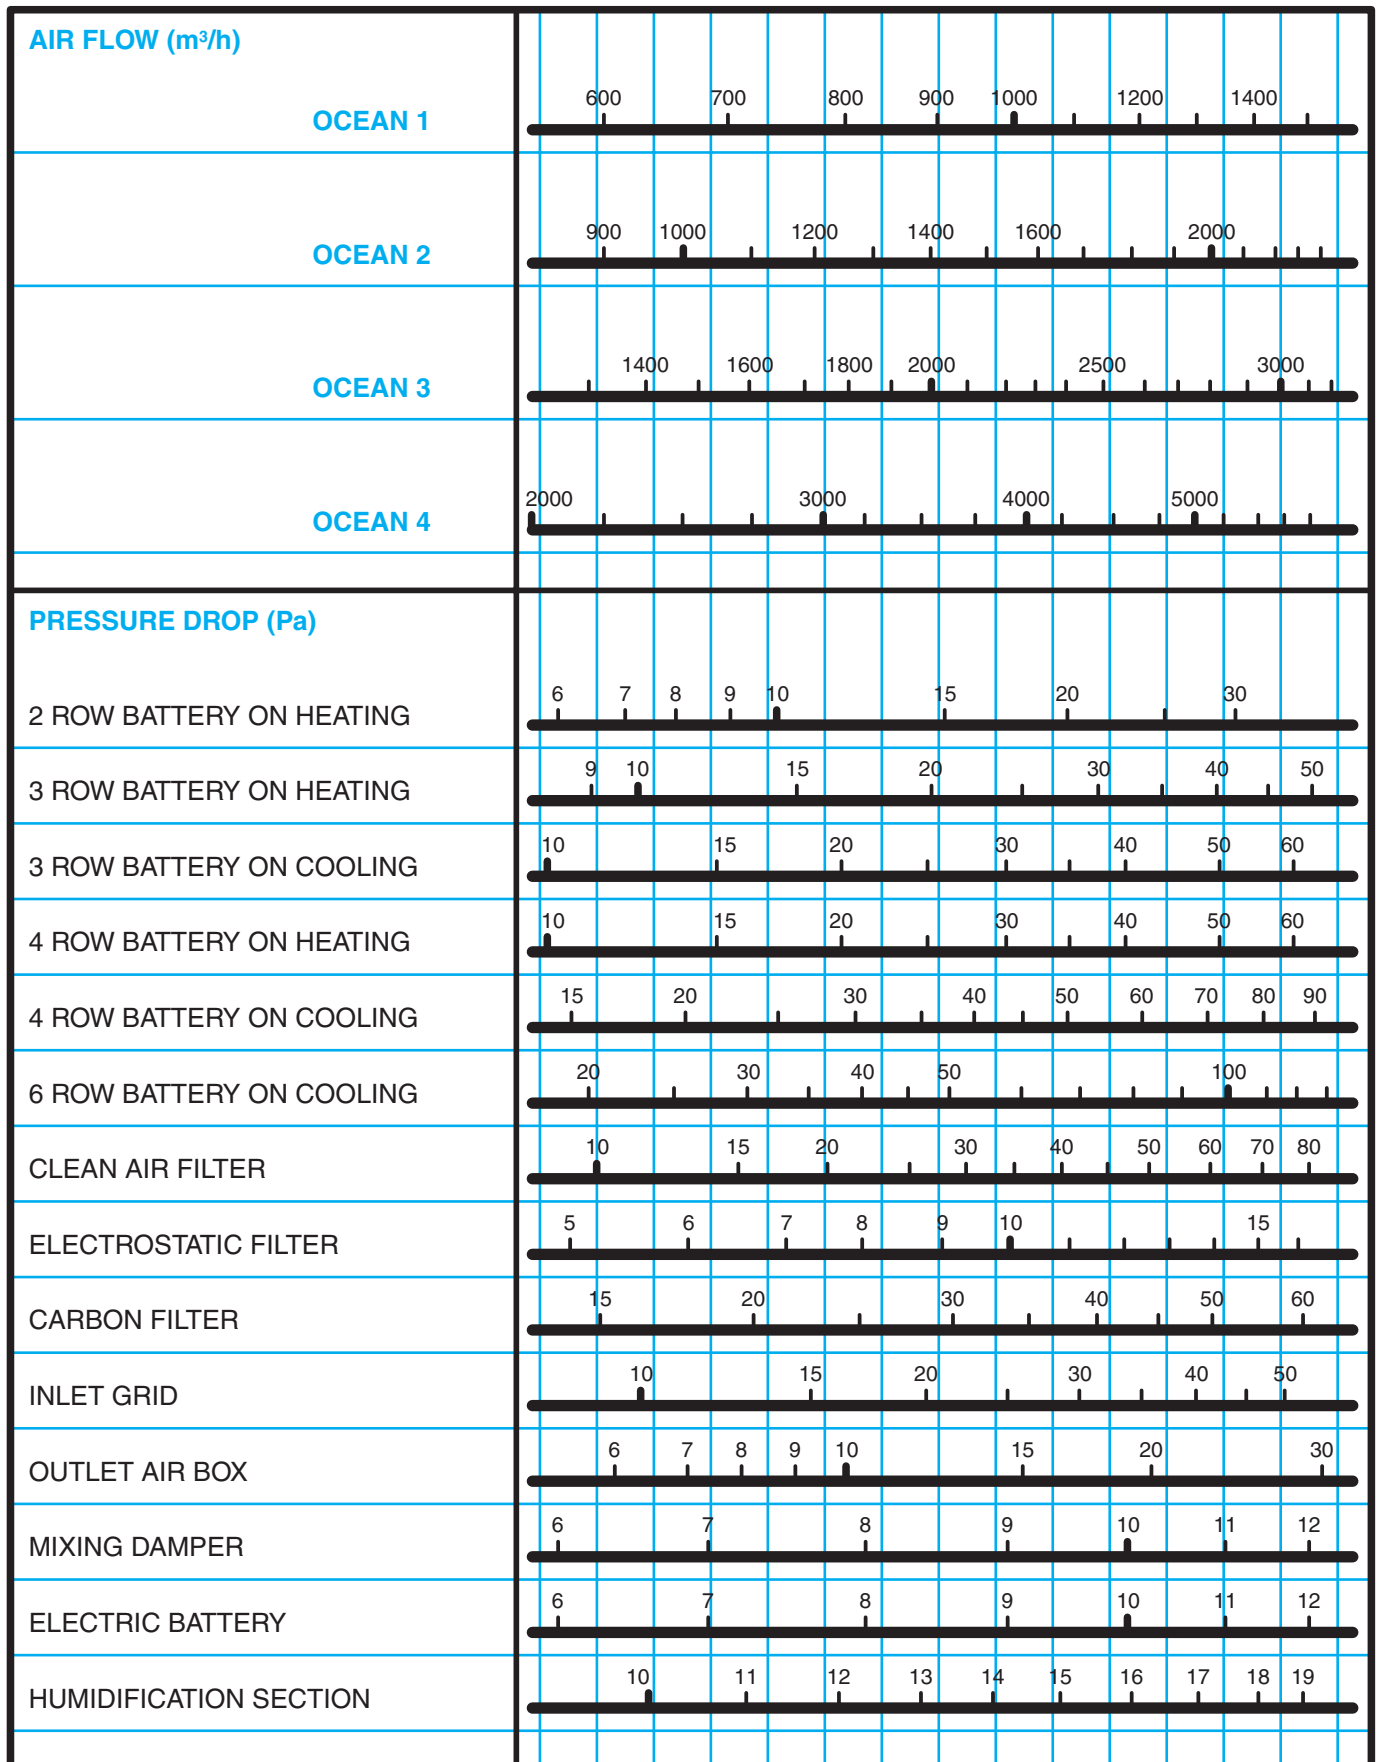 AIR FLOW (m³/h)
600 700 800 900 1000 1200 1400
OCEAN 1
900 1000 1200 1400 1600 2000
OCEAN 2
1400 1600 1800 2000 2500 3000
OCEAN 3
2000 3000 4000 5000
OCEAN 4
PRESSURE DROP (Pa)
6 7 8 9 10 15 20 30
2 ROW BATTERY ON HEATING
9 10 15 20 30 40 50
3 ROW BATTERY ON HEATING
10 15 20 30 40 50 60
3 ROW BATTERY ON COOLING
10 15 20 30 40 50 60
4 ROW BATTERY ON HEATING
15 20 30 40 50 60 70 80 90
4 ROW BATTERY ON COOLING
20 30 40 50 100
6 ROW BATTERY ON COOLING
10 15 20 30 40 50 60 70 80
CLEAN AIR FILTER
5 6 7 8 9 10 15
ELECTROSTATIC FILTER
15 20 30 40 50 60
CARBON FILTER
10 15 20 30 40 50
INLET GRID
6 7 8 9 10 15 20 30
OUTLET AIR BOX
6 7 8 9 10 11 12
MIXING DAMPER
6 7 8 9 10 11 12
ELECTRIC BATTERY
10 11 12 13 14 15 16 17 18 19
HUMIDIFICATION SECTION